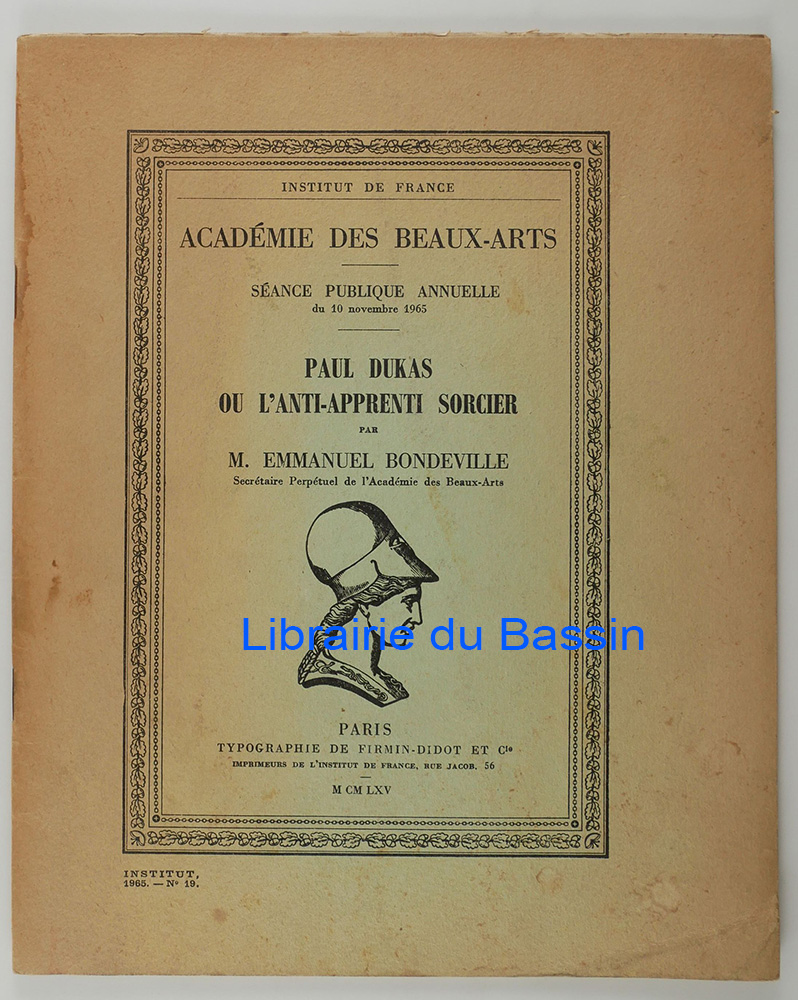 INSTITUT DE FRANCE
ACADÉMIE DES BEAUX-ARTS
SÉANCE PUBLIQUE ANNUELLE
du 10 novembre 1965
PAUL DUKAS
OU L'ANTI-APPRENTI SORCIER
PAR
M. EMMANUEL BONDEVILLE
Secrétaire Perpétuel de l'Académie des Beaux-Arts
Librairie du Bassin
PARIS
TYPOGRAPHIE DE FIRMIN-DIDOT ET Cie
IMPRIMEURS DE L'INSTITUT DE FRANCE, RUE JACOB, 56
M CM LXV
INSTITUT,
1965. — N° 19.